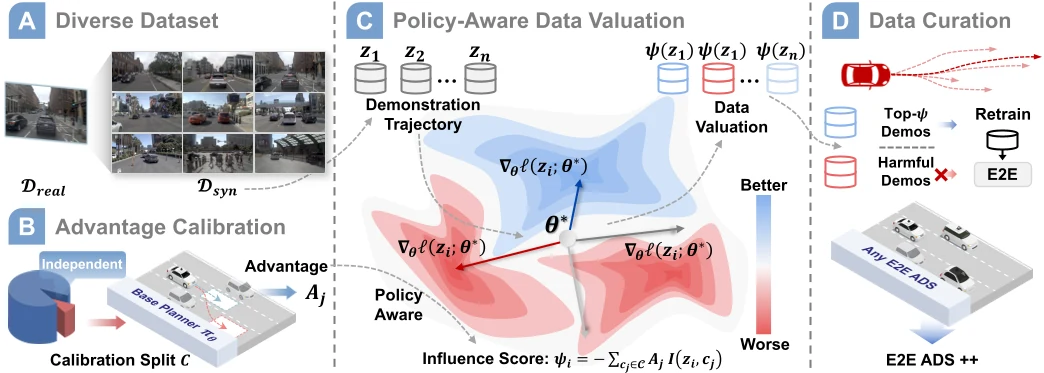 A Diverse Dataset
𝒟real
𝒟syn
B Advantage Calibration
Independent
Base Planner πθ
Advantage
Aj
Calibration Split C
C Policy-Aware Data Valuation
z1 z2 ... zn
Demonstration
Trajectory
ψ(z1) ψ(z1) ψ(zn)
...
Data
Valuation
∇θℓ(zi; θ*)
θ*
∇θℓ(zi; θ*)
∇θℓ(zi; θ*)
Policy
Aware
Better
Worse
Influence Score: ψi = −∑cj∈C Aj I(zi, cj)
D Data Curation
Top-ψ
Demos
Harmful
Demos
Retrain
E2E
Any E2E ADS
E2E ADS ++